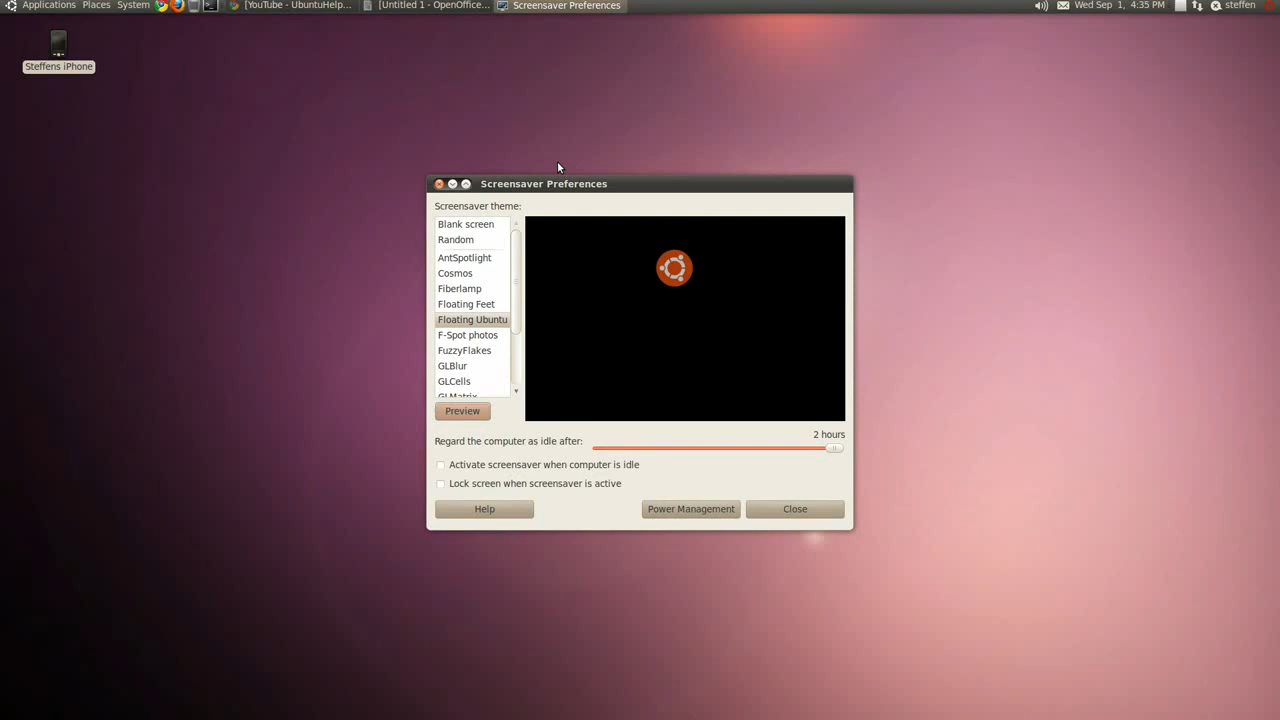 Applications Places System [YouTube - UbuntuHelp... [Untitled 1 - OpenOffice... Screensaver Preferences Wed Sep 1, 4:35 PM steffen
Steffens iPhone
Screensaver Preferences
Screensaver theme:
Blank screen
Random
AntSpotlight
Cosmos
Fiberlamp
Floating Feet
Floating Ubuntu
F-Spot photos
FuzzyFlakes
GLBlur
GLCells
GLMatrix
Preview
2 hours
Regard the computer as idle after:
Activate screensaver when computer is idle
Lock screen when screensaver is active
Help Power Management Close